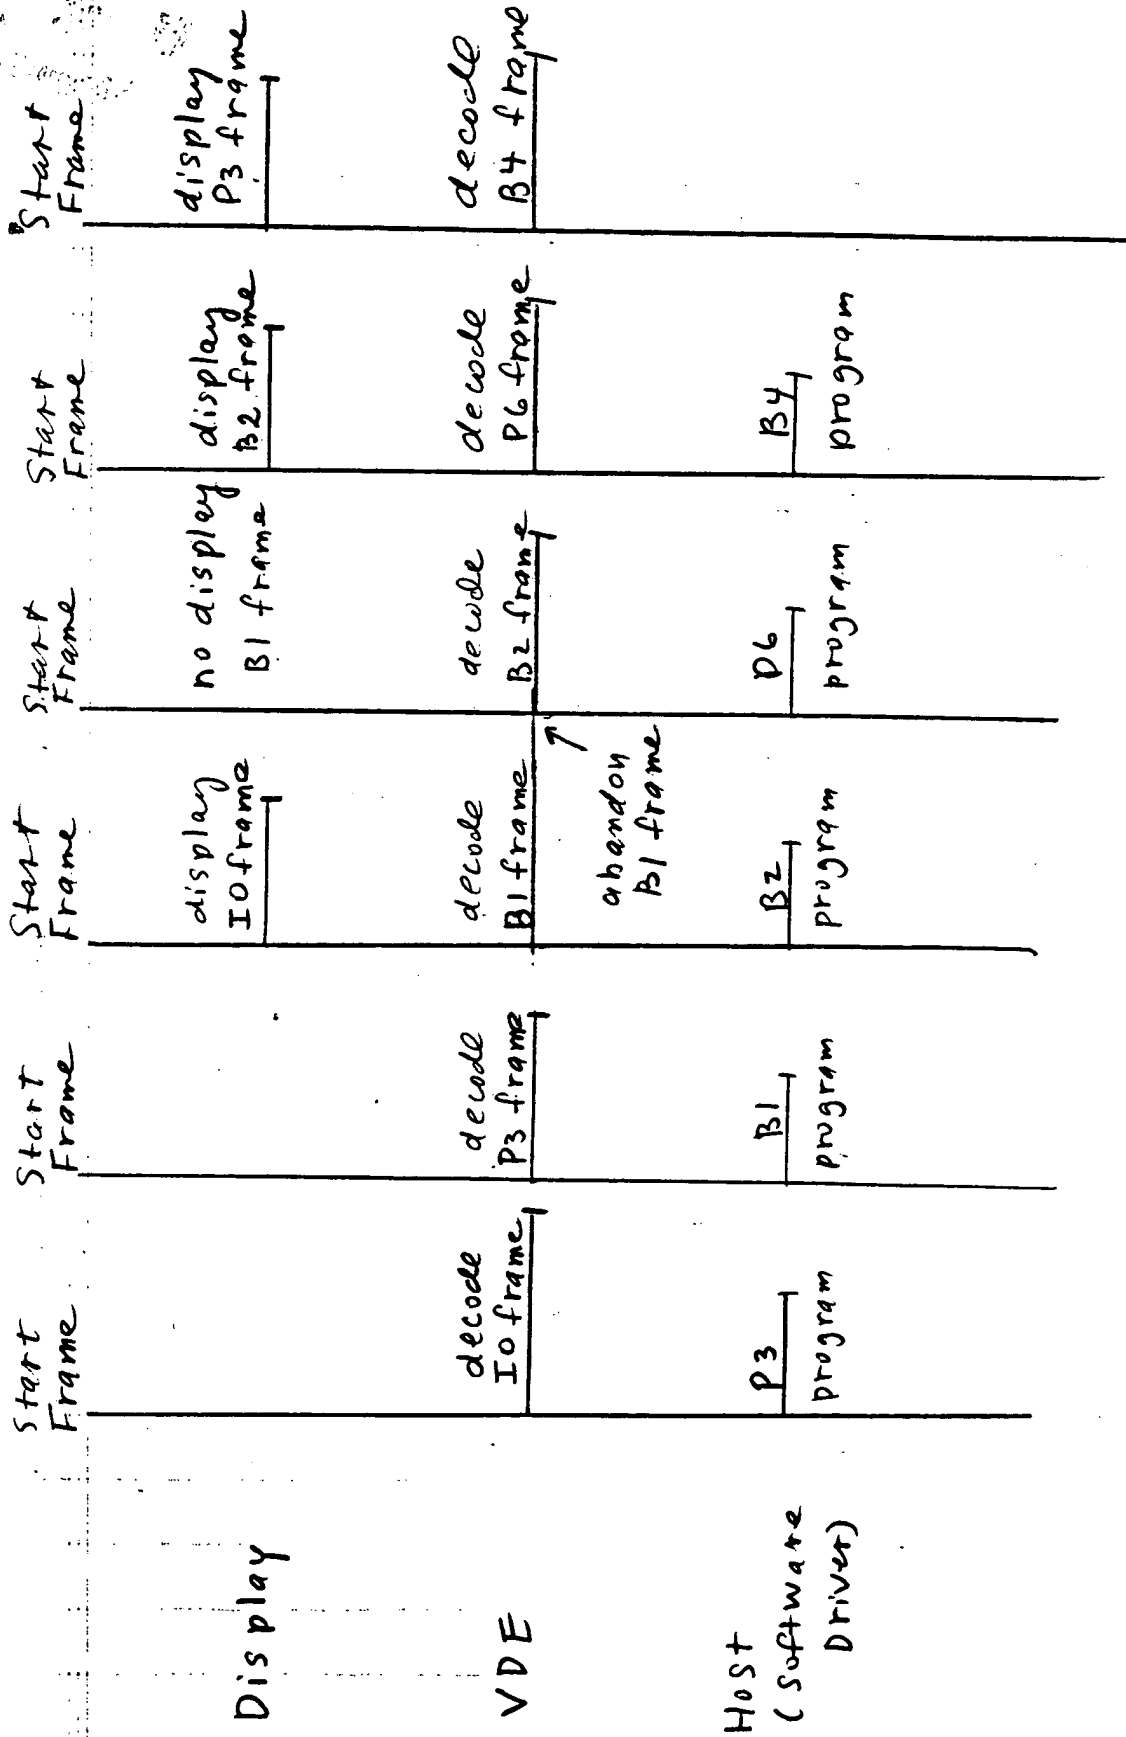 Start
Frame
Start
Frame
Start
Frame
Start
Frame
Start
Frame
Start
Frame
Display
display
I0 frame
no display
B1 frame
display
B2 frame
display
P3 frame
VDE
decode
I0 frame
decode
P3 frame
decode
B1 frame
decode
B2 frame
decode
P6 frame
decode
B4 frame
abandon
B1 frame
Host
(Software
Driver)
P3
program
B1
program
B2
program
P6
program
B4
program